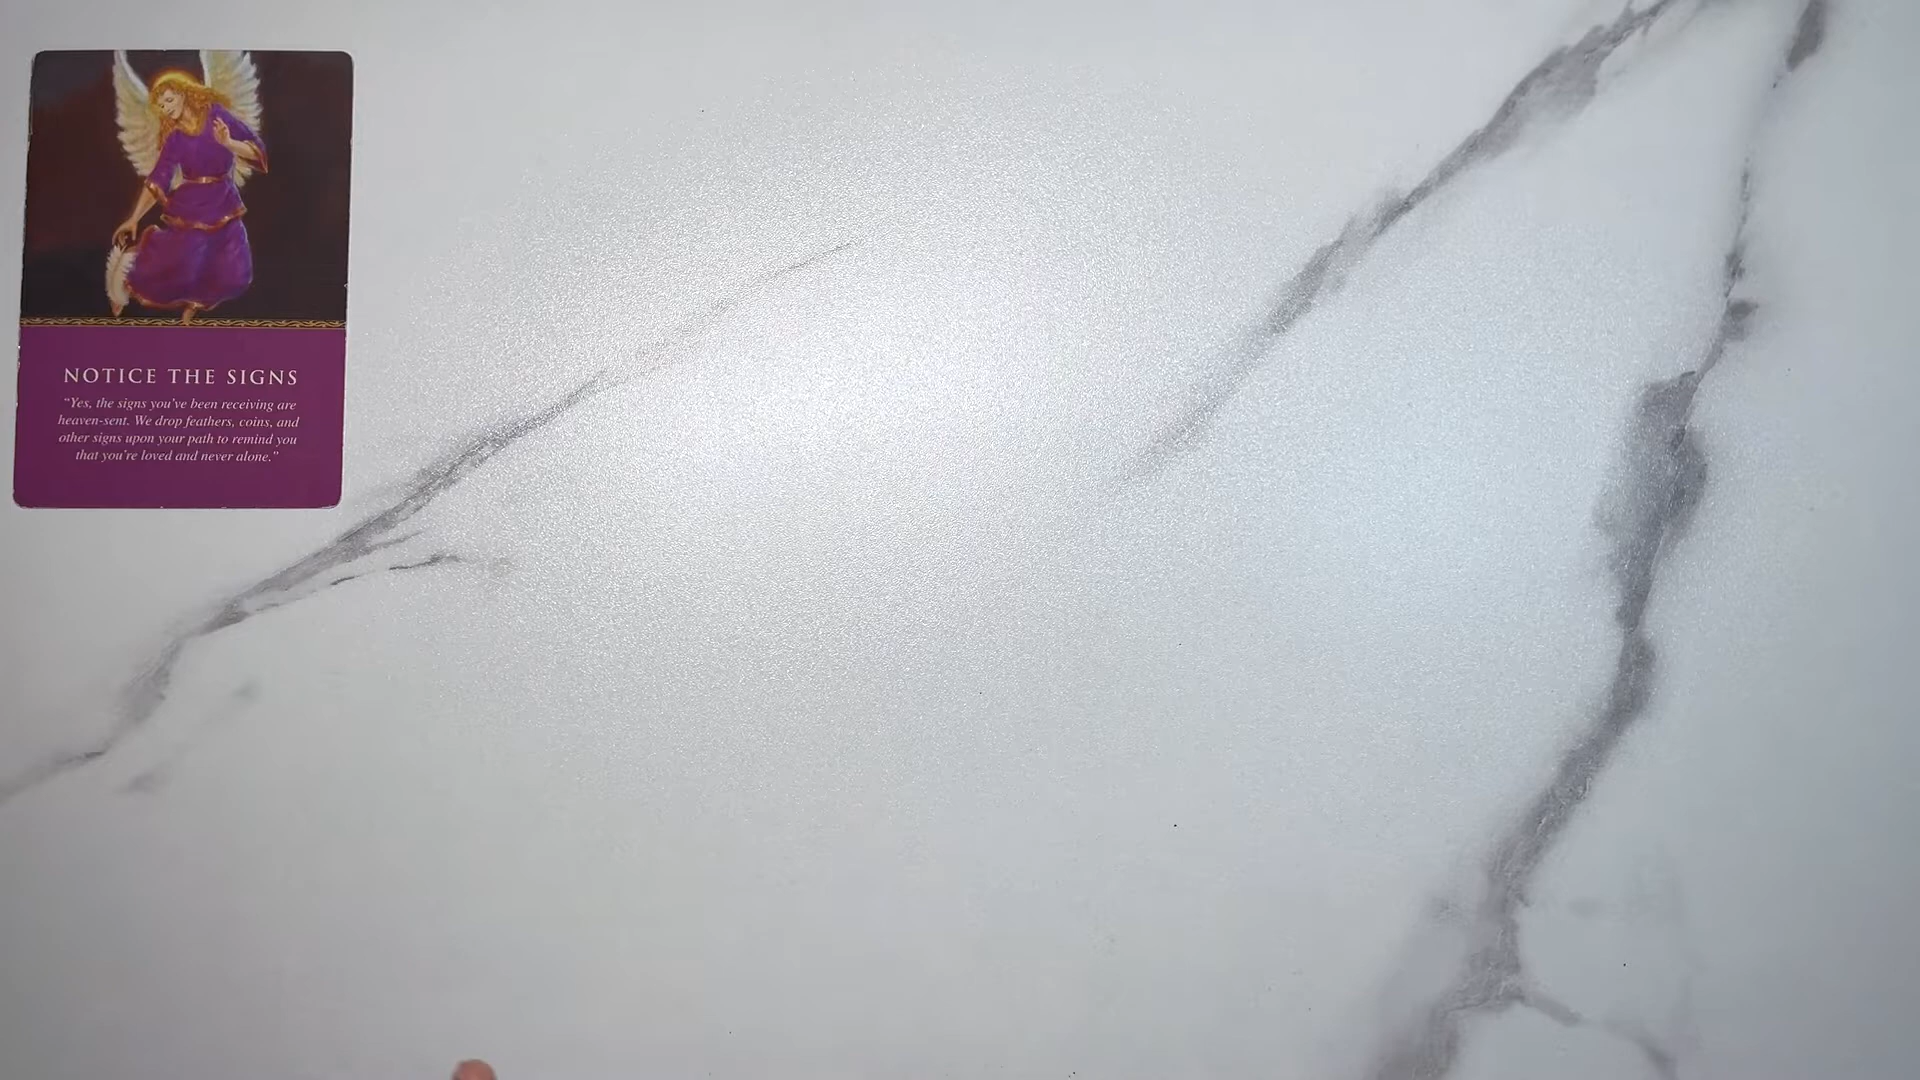 NOTICE THE SIGNS
“Yes, the signs you’ve been receiving are
heaven-sent. We drop feathers, coins, and
other signs upon your path to remind you
that you’re loved and never alone.”